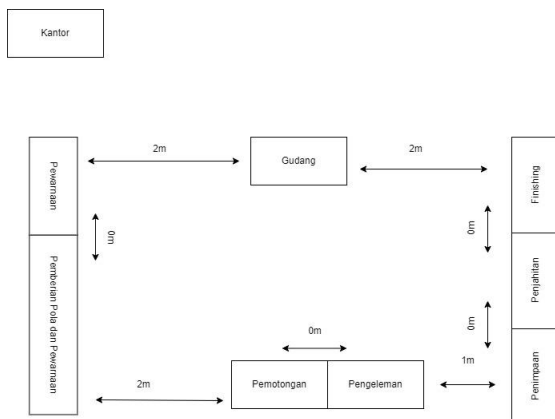 Kantor
2m
2m
Pewarnaan
Gudang
Finishing
0m
0m
Pemberian Pola dan Pewarnaan
Penjahitan
0m
0m
Pemotongan
Pengeleman
1m
Penimpaan
2m